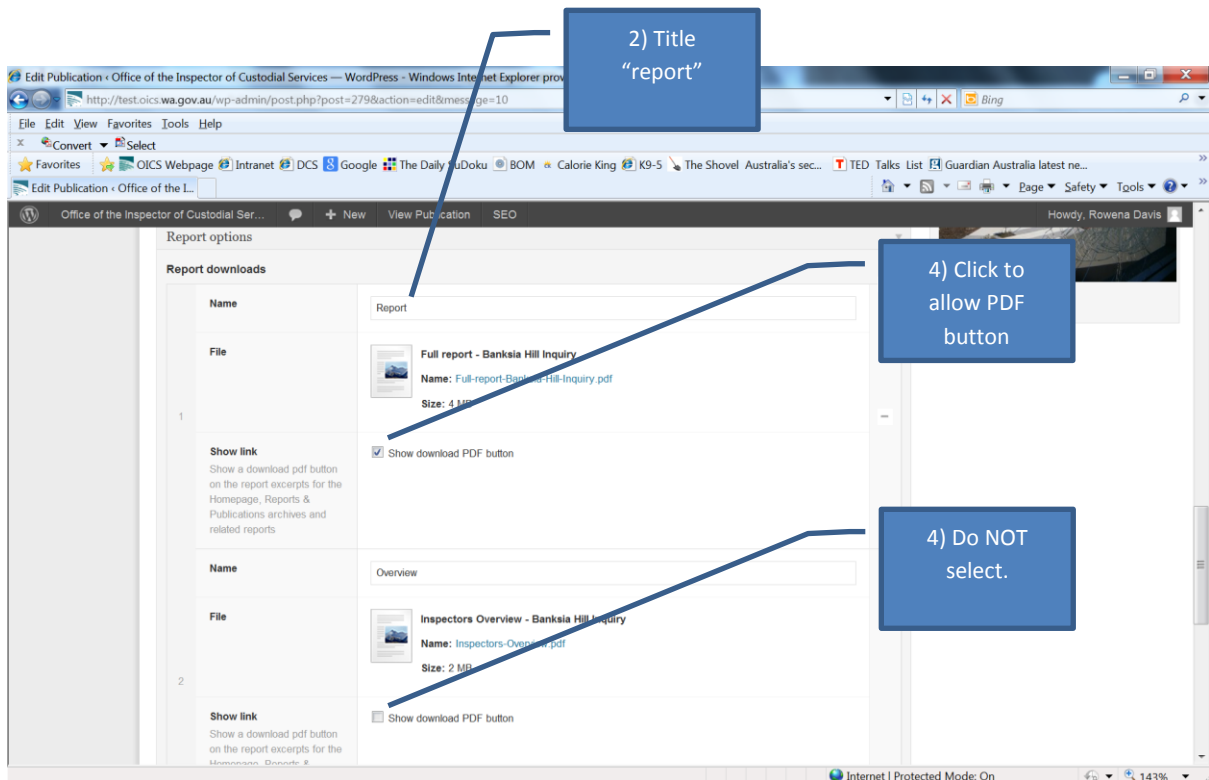 2) Title
“report”
Edit Publication ‹ Office of the Inspector of Custodial Services — WordPress - Windows Internet Explorer prov
http://test.oics.wa.gov.au/wp-admin/post.php?post=279&action=edit&message=10
Bing
File Edit View Favorites Tools Help
x Convert Select
Favorites OICS Webpage Intranet DCS Google The Daily SuDoku BOM Calorie King K9-5 The Shovel Australia's sec... TED Talks List Guardian Australia latest ne... »
Edit Publication ‹ Office of the I... Page Safety Tools »
Office of the Inspector of Custodial Ser... + New View Publication SEO Howdy, Rowena Davis
Report options
Report downloads
4) Click to
allow PDF
button
Name Report
File Full report - Banksia Hill Inquiry
Name: Full-report-Banksia-Hill-Inquiry.pdf
Size: 4 MB
1
Show link Show download PDF button
Show a download pdf button
on the report excerpts for the
Homepage, Reports &
Publications archives and
related reports
4) Do NOT
select.
Name Overview
File Inspectors Overview - Banksia Hill Inquiry
Name: Inspectors-Overview.pdf
Size: 2 MB
2
Show link Show download PDF button
Show a download pdf button
on the report excerpts for the
Homepage, Reports &
Internet | Protected Mode: On 143%